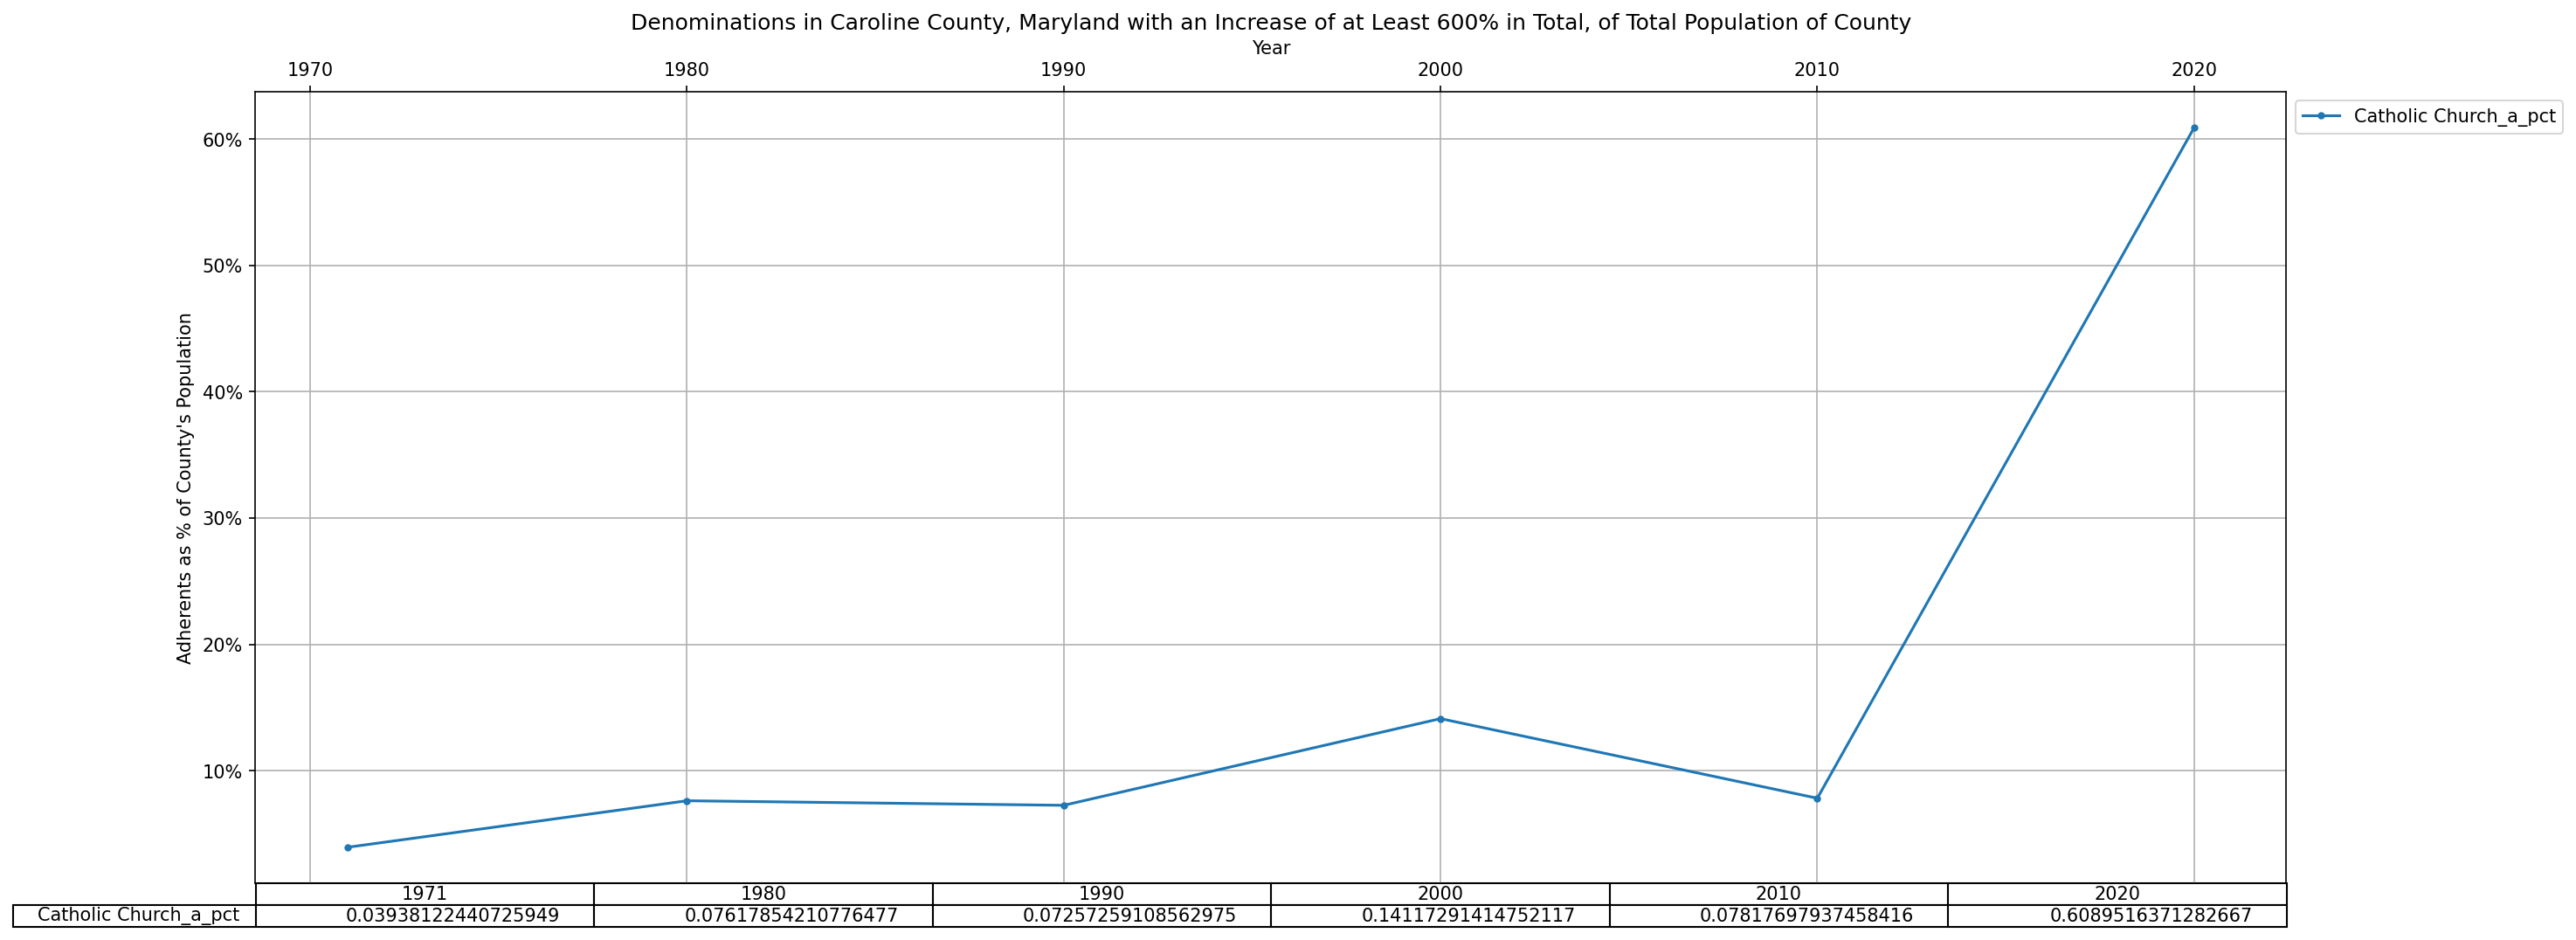 Denominations in Caroline County, Maryland with an Increase of at Least 600% in Total, of Total Population of County
Year
1970 1980 1990 2000 2010 2020
Catholic Church_a_pct
60%
50%
40%
30%
20%
10%
Adherents as % of County's Population
1971 1980 1990 2000 2010 2020
Catholic Church_a_pct 0.03938122440725949 0.07617854210776477 0.07257259108562975 0.14117291414752117 0.07817697937458416 0.6089516371282667